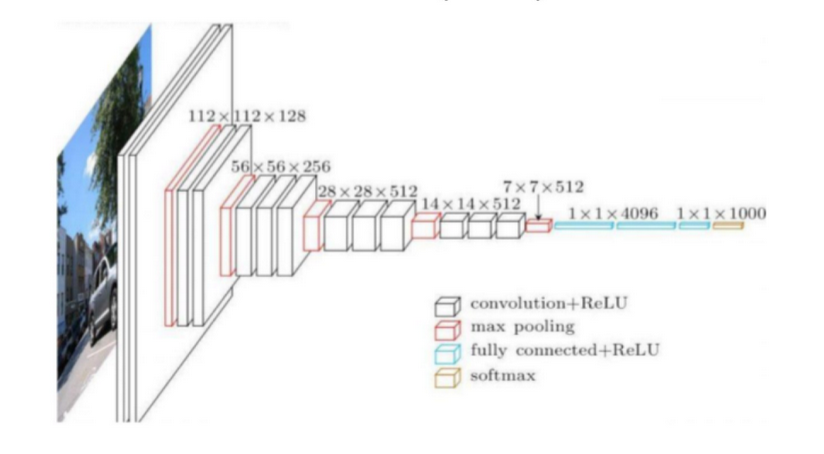 112×112×128
56×56×256
28×28×512
14×14×512
7×7×512
1×1×4096
1×1×1000
convolution+ReLU
max pooling
fully connected+ReLU
softmax